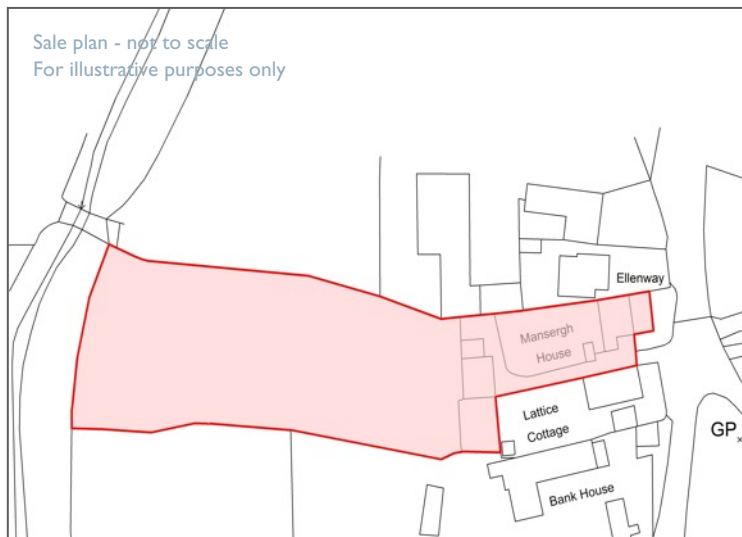 Sale plan - not to scale
For illustrative purposes only
Ellenway
Mansergh
House
Lattice
Cottage
GP
Bank House